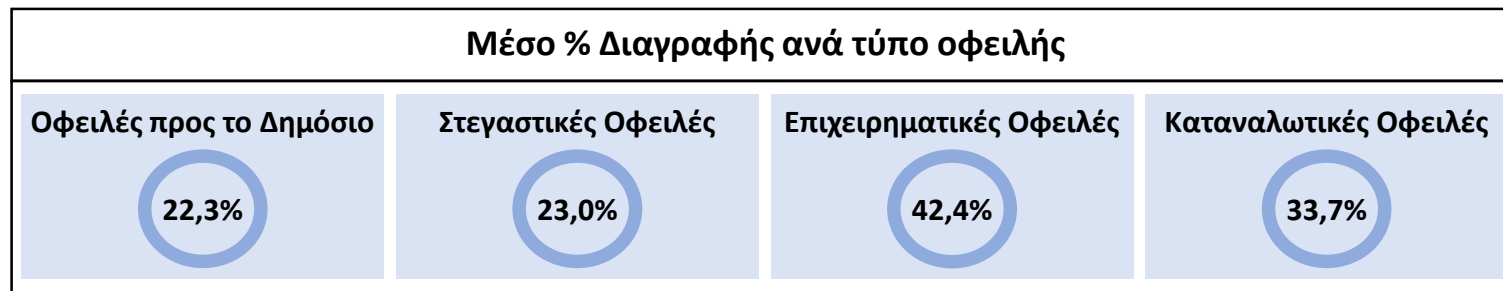 Μέσο % Διαγραφής ανά τύπο οφειλής
Οφειλές προς το Δημόσιο
22,3%
Στεγαστικές Οφειλές
23,0%
Επιχειρηματικές Οφειλές
42,4%
Καταναλωτικές Οφειλές
33,7%